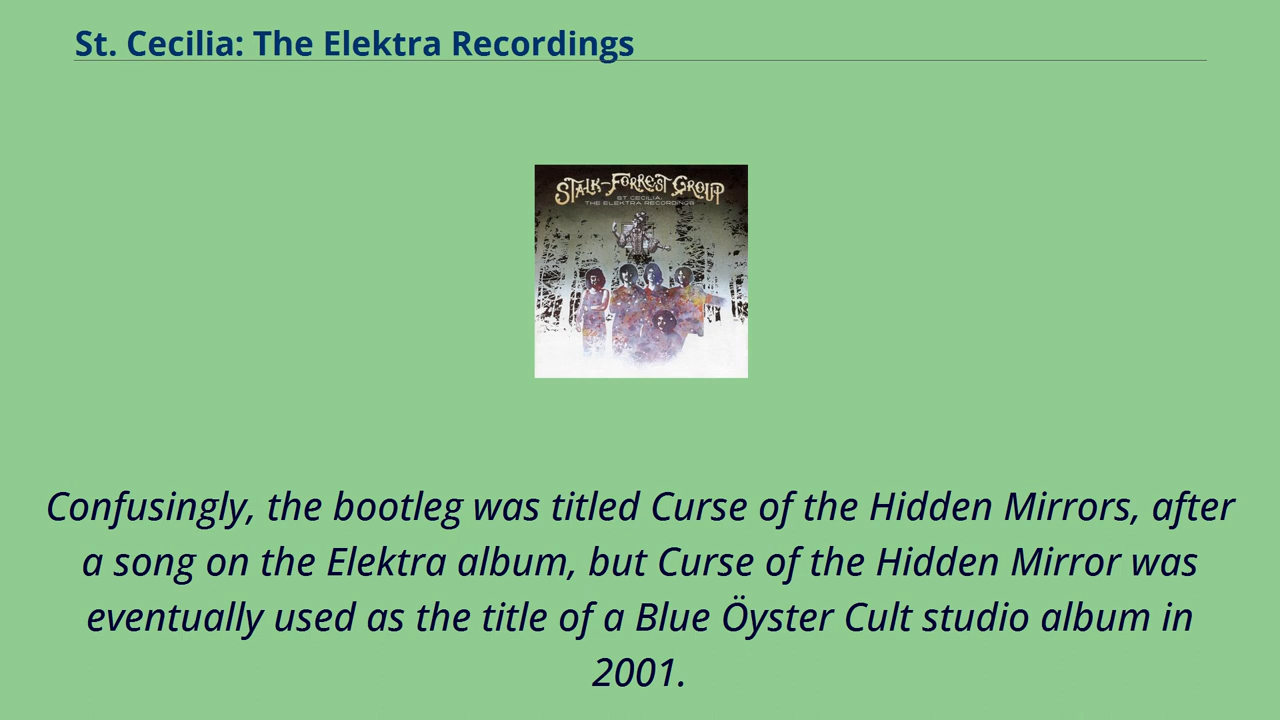 St. Cecilia: The Elektra Recordings
STALK-FORREST GROUP
ST. CECILIA:
THE ELEKTRA RECORDINGS
Confusingly, the bootleg was titled Curse of the Hidden Mirrors, after
a song on the Elektra album, but Curse of the Hidden Mirror was
eventually used as the title of a Blue Öyster Cult studio album in
2001.